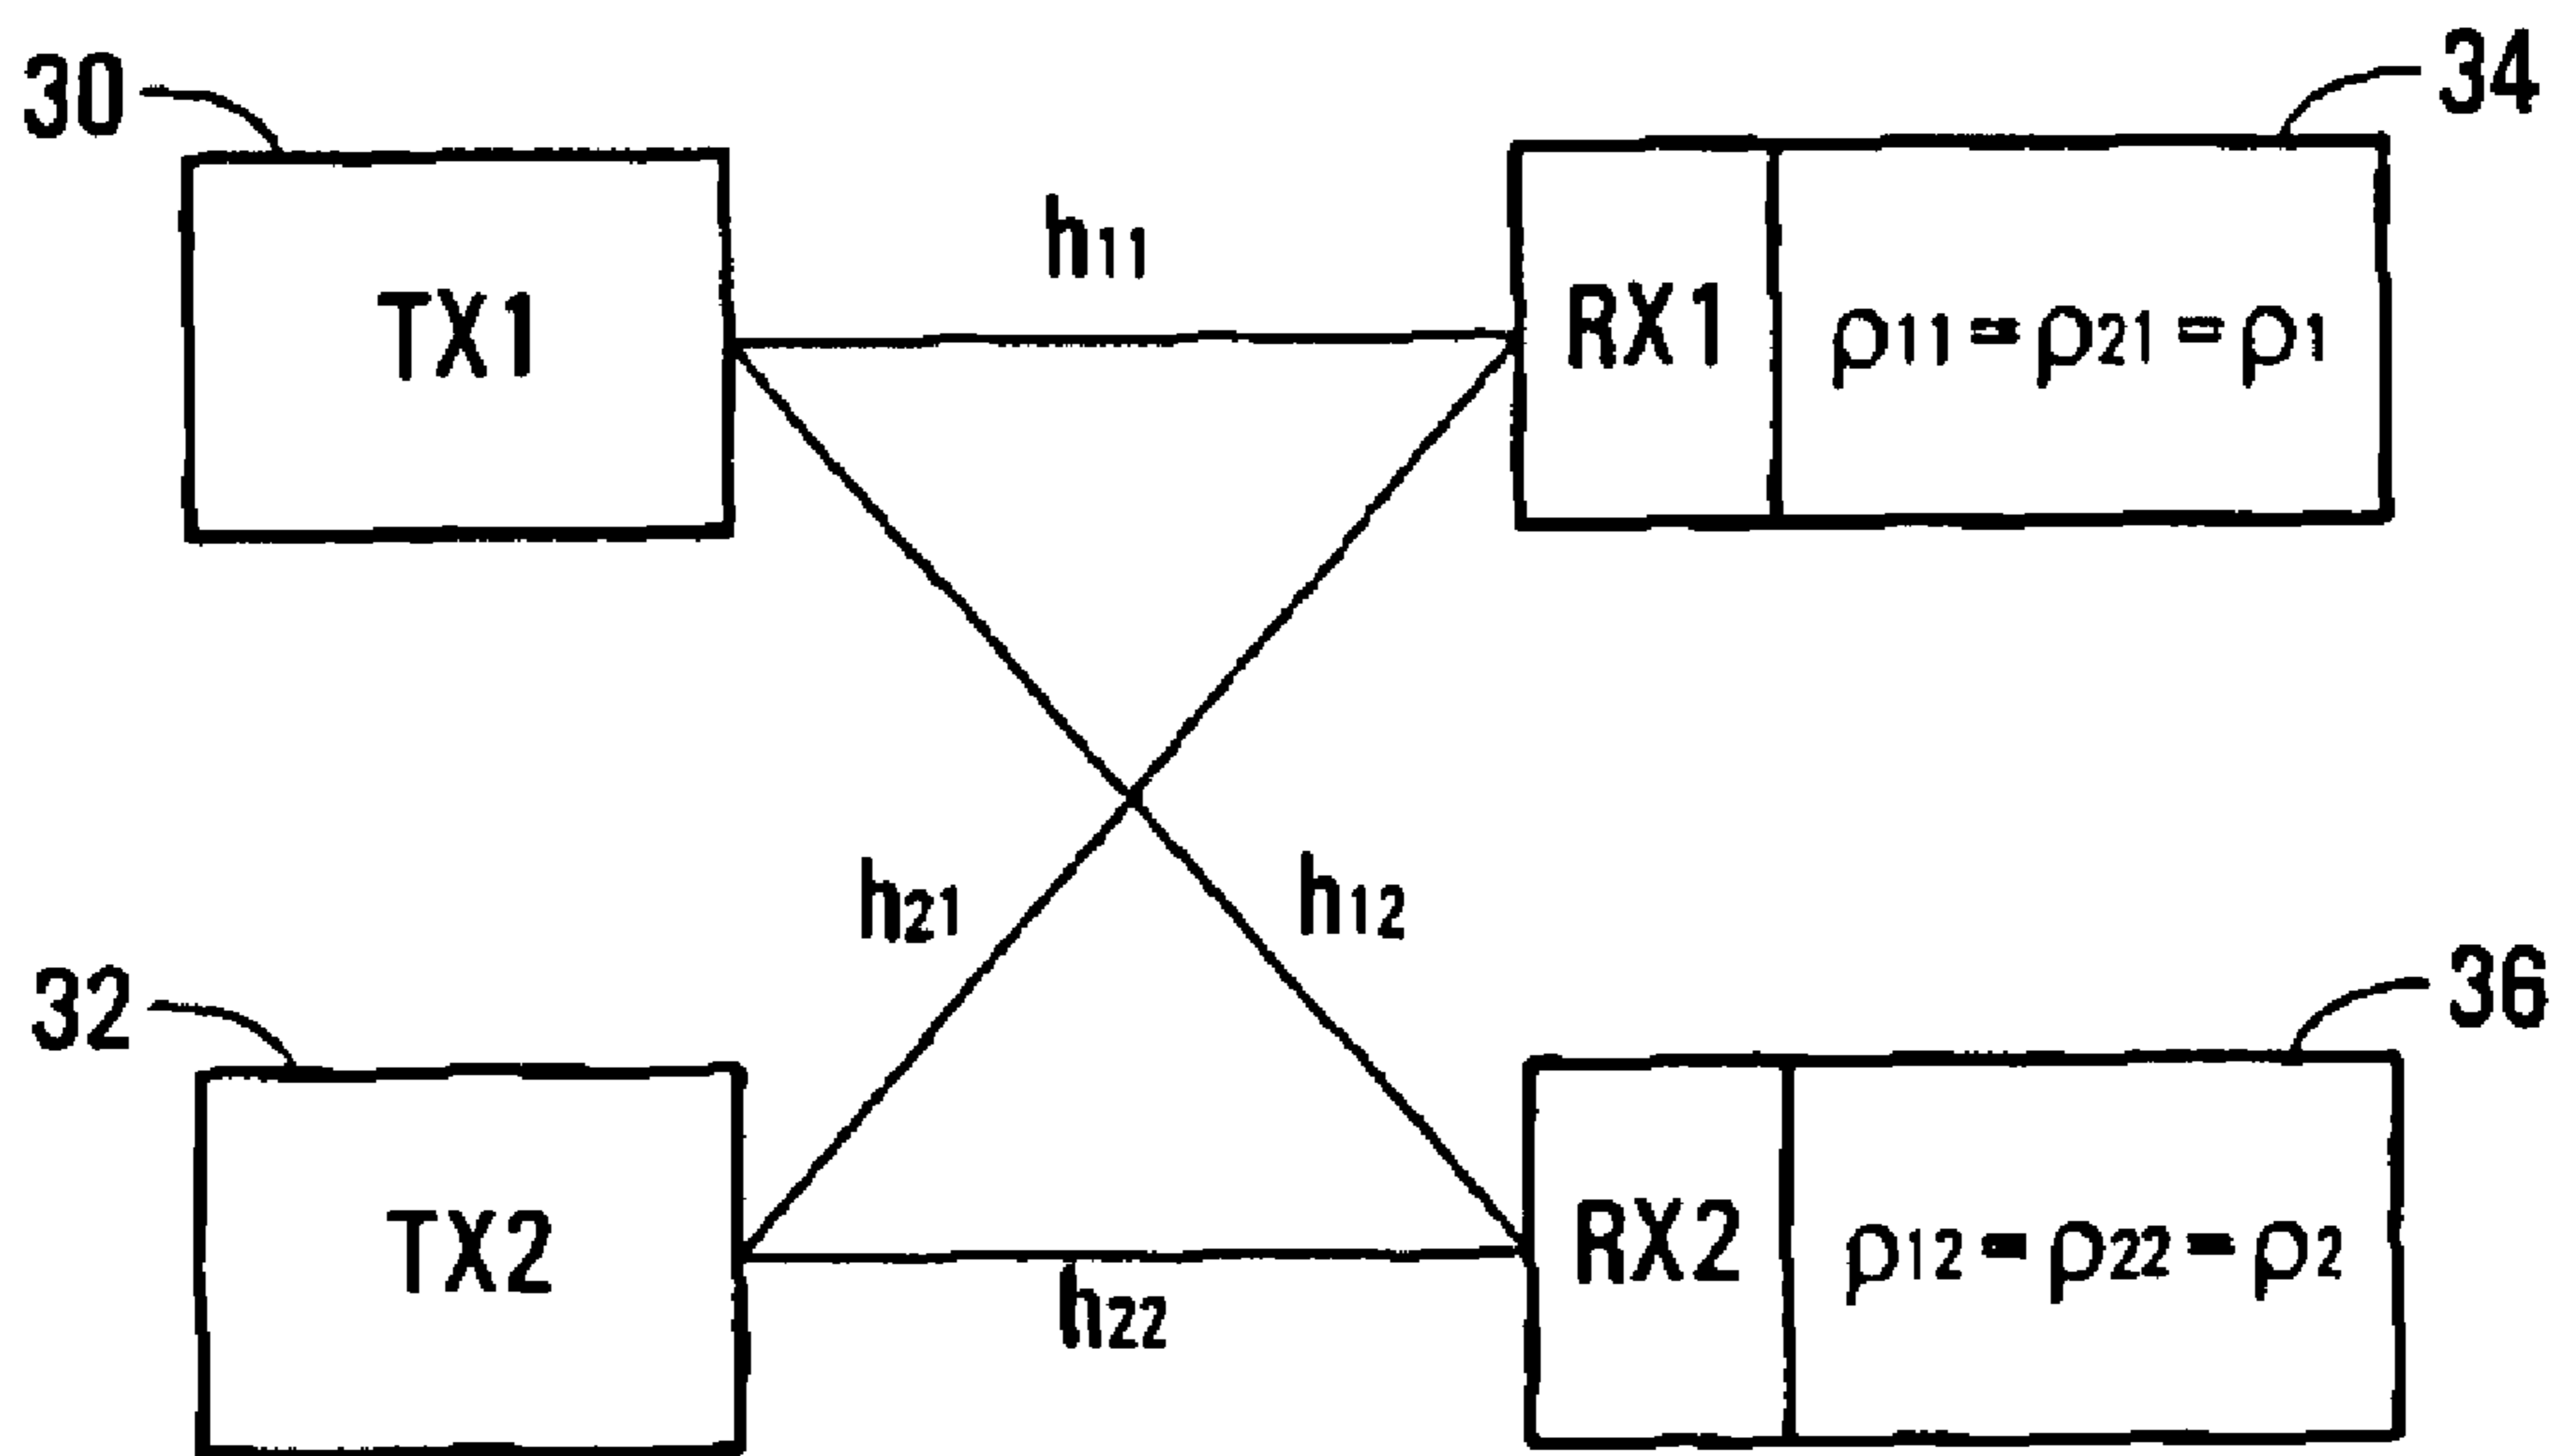 30
34
h11
TX1
RX1
ρ11 = ρ21 = ρ1
h21
h12
32
36
TX2
RX2
ρ12 = ρ22 = ρ2
h22